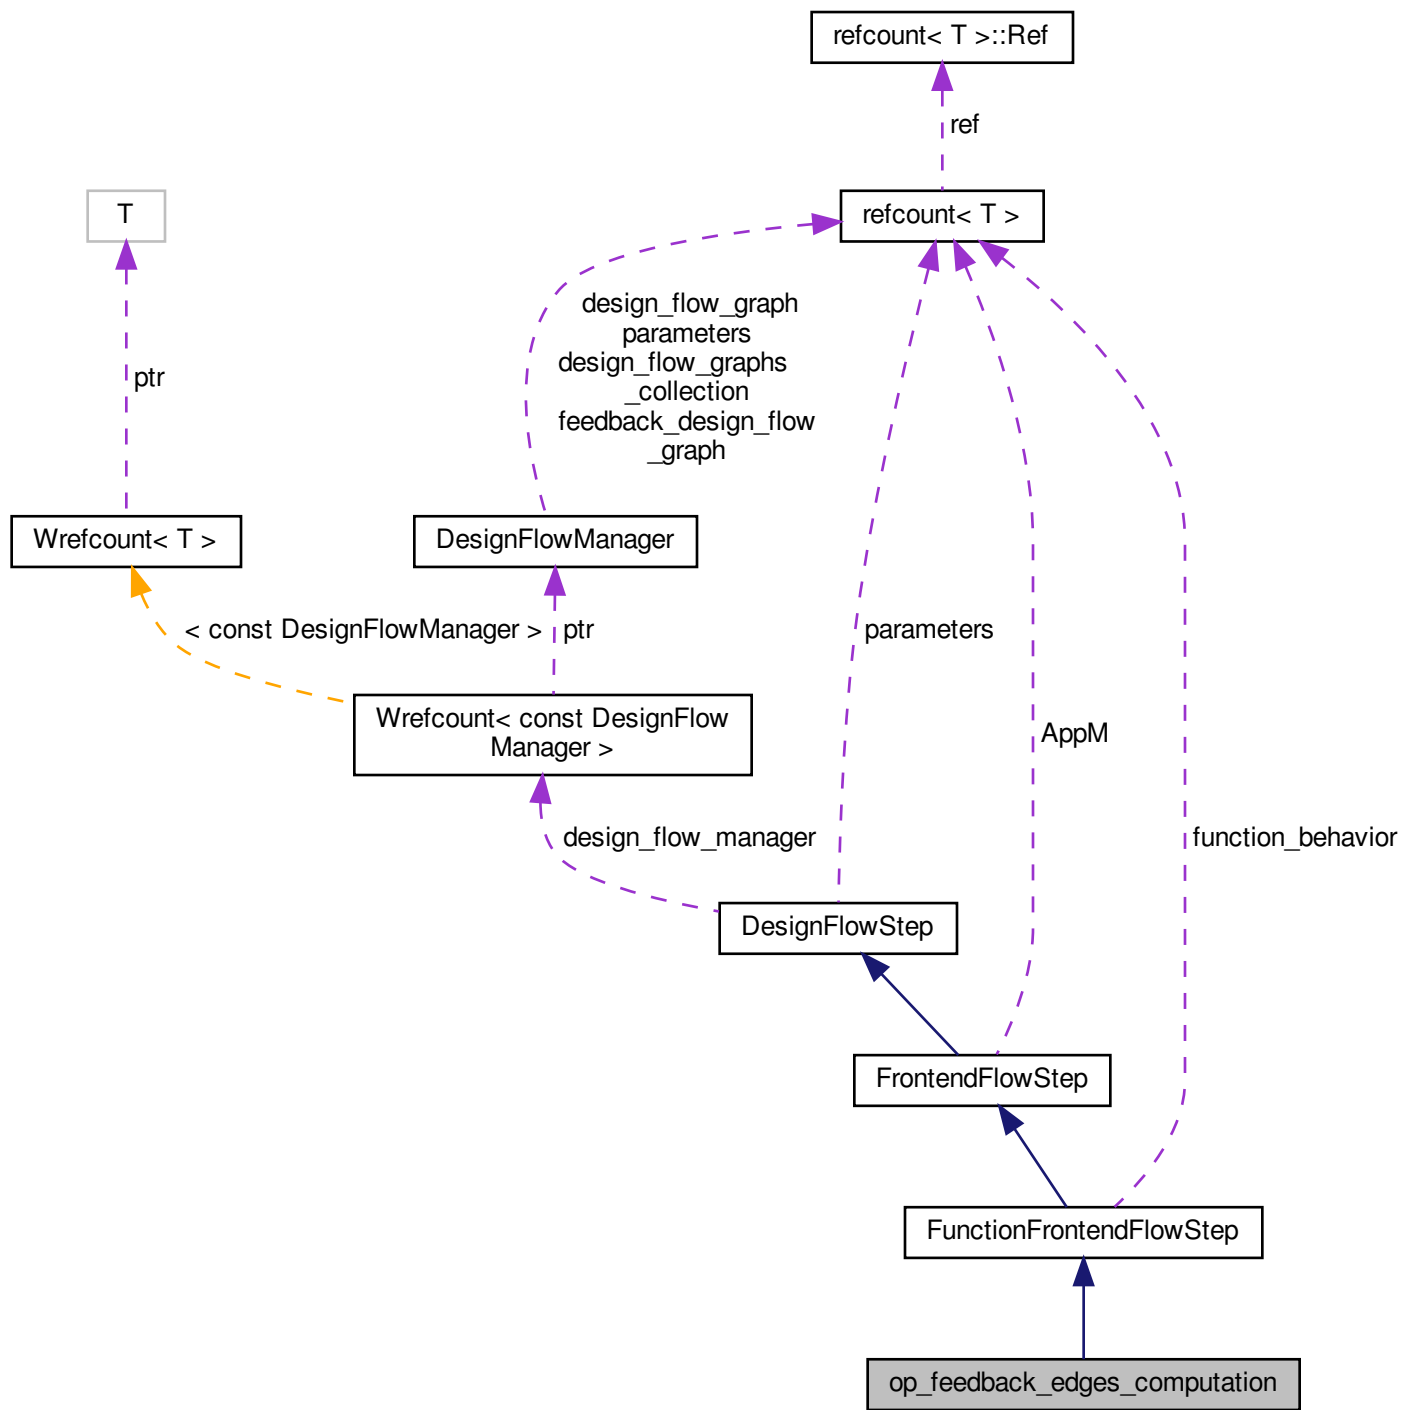 refcount< T >::Ref
ref
T
refcount< T >
design_flow_graph
parameters
design_flow_graphs
_collection
feedback_design_flow
_graph
ptr
Wrefcount< T >
DesignFlowManager
< const DesignFlowManager >
ptr
parameters
Wrefcount< const DesignFlow
Manager >
AppM
design_flow_manager
function_behavior
DesignFlowStep
FrontendFlowStep
FunctionFrontendFlowStep
op_feedback_edges_computation